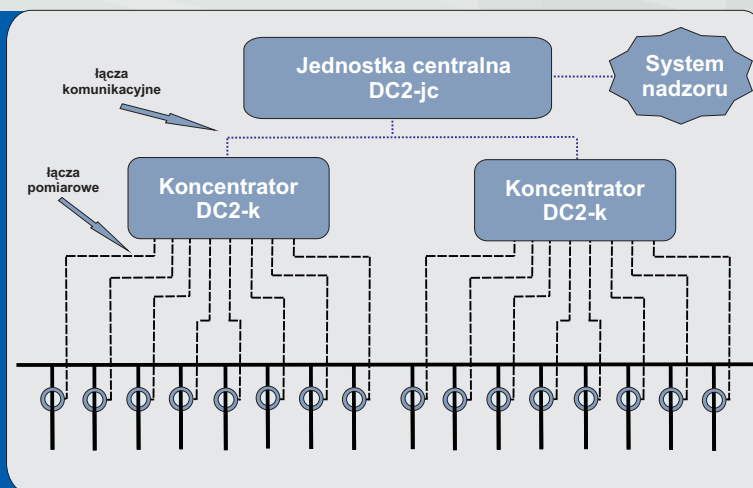 łącza
komunikacyjne
Jednostka centralna
DC2-jc
System
nadzoru
łącza
pomiarowe
Koncentrator
DC2-k
Koncentrator
DC2-k